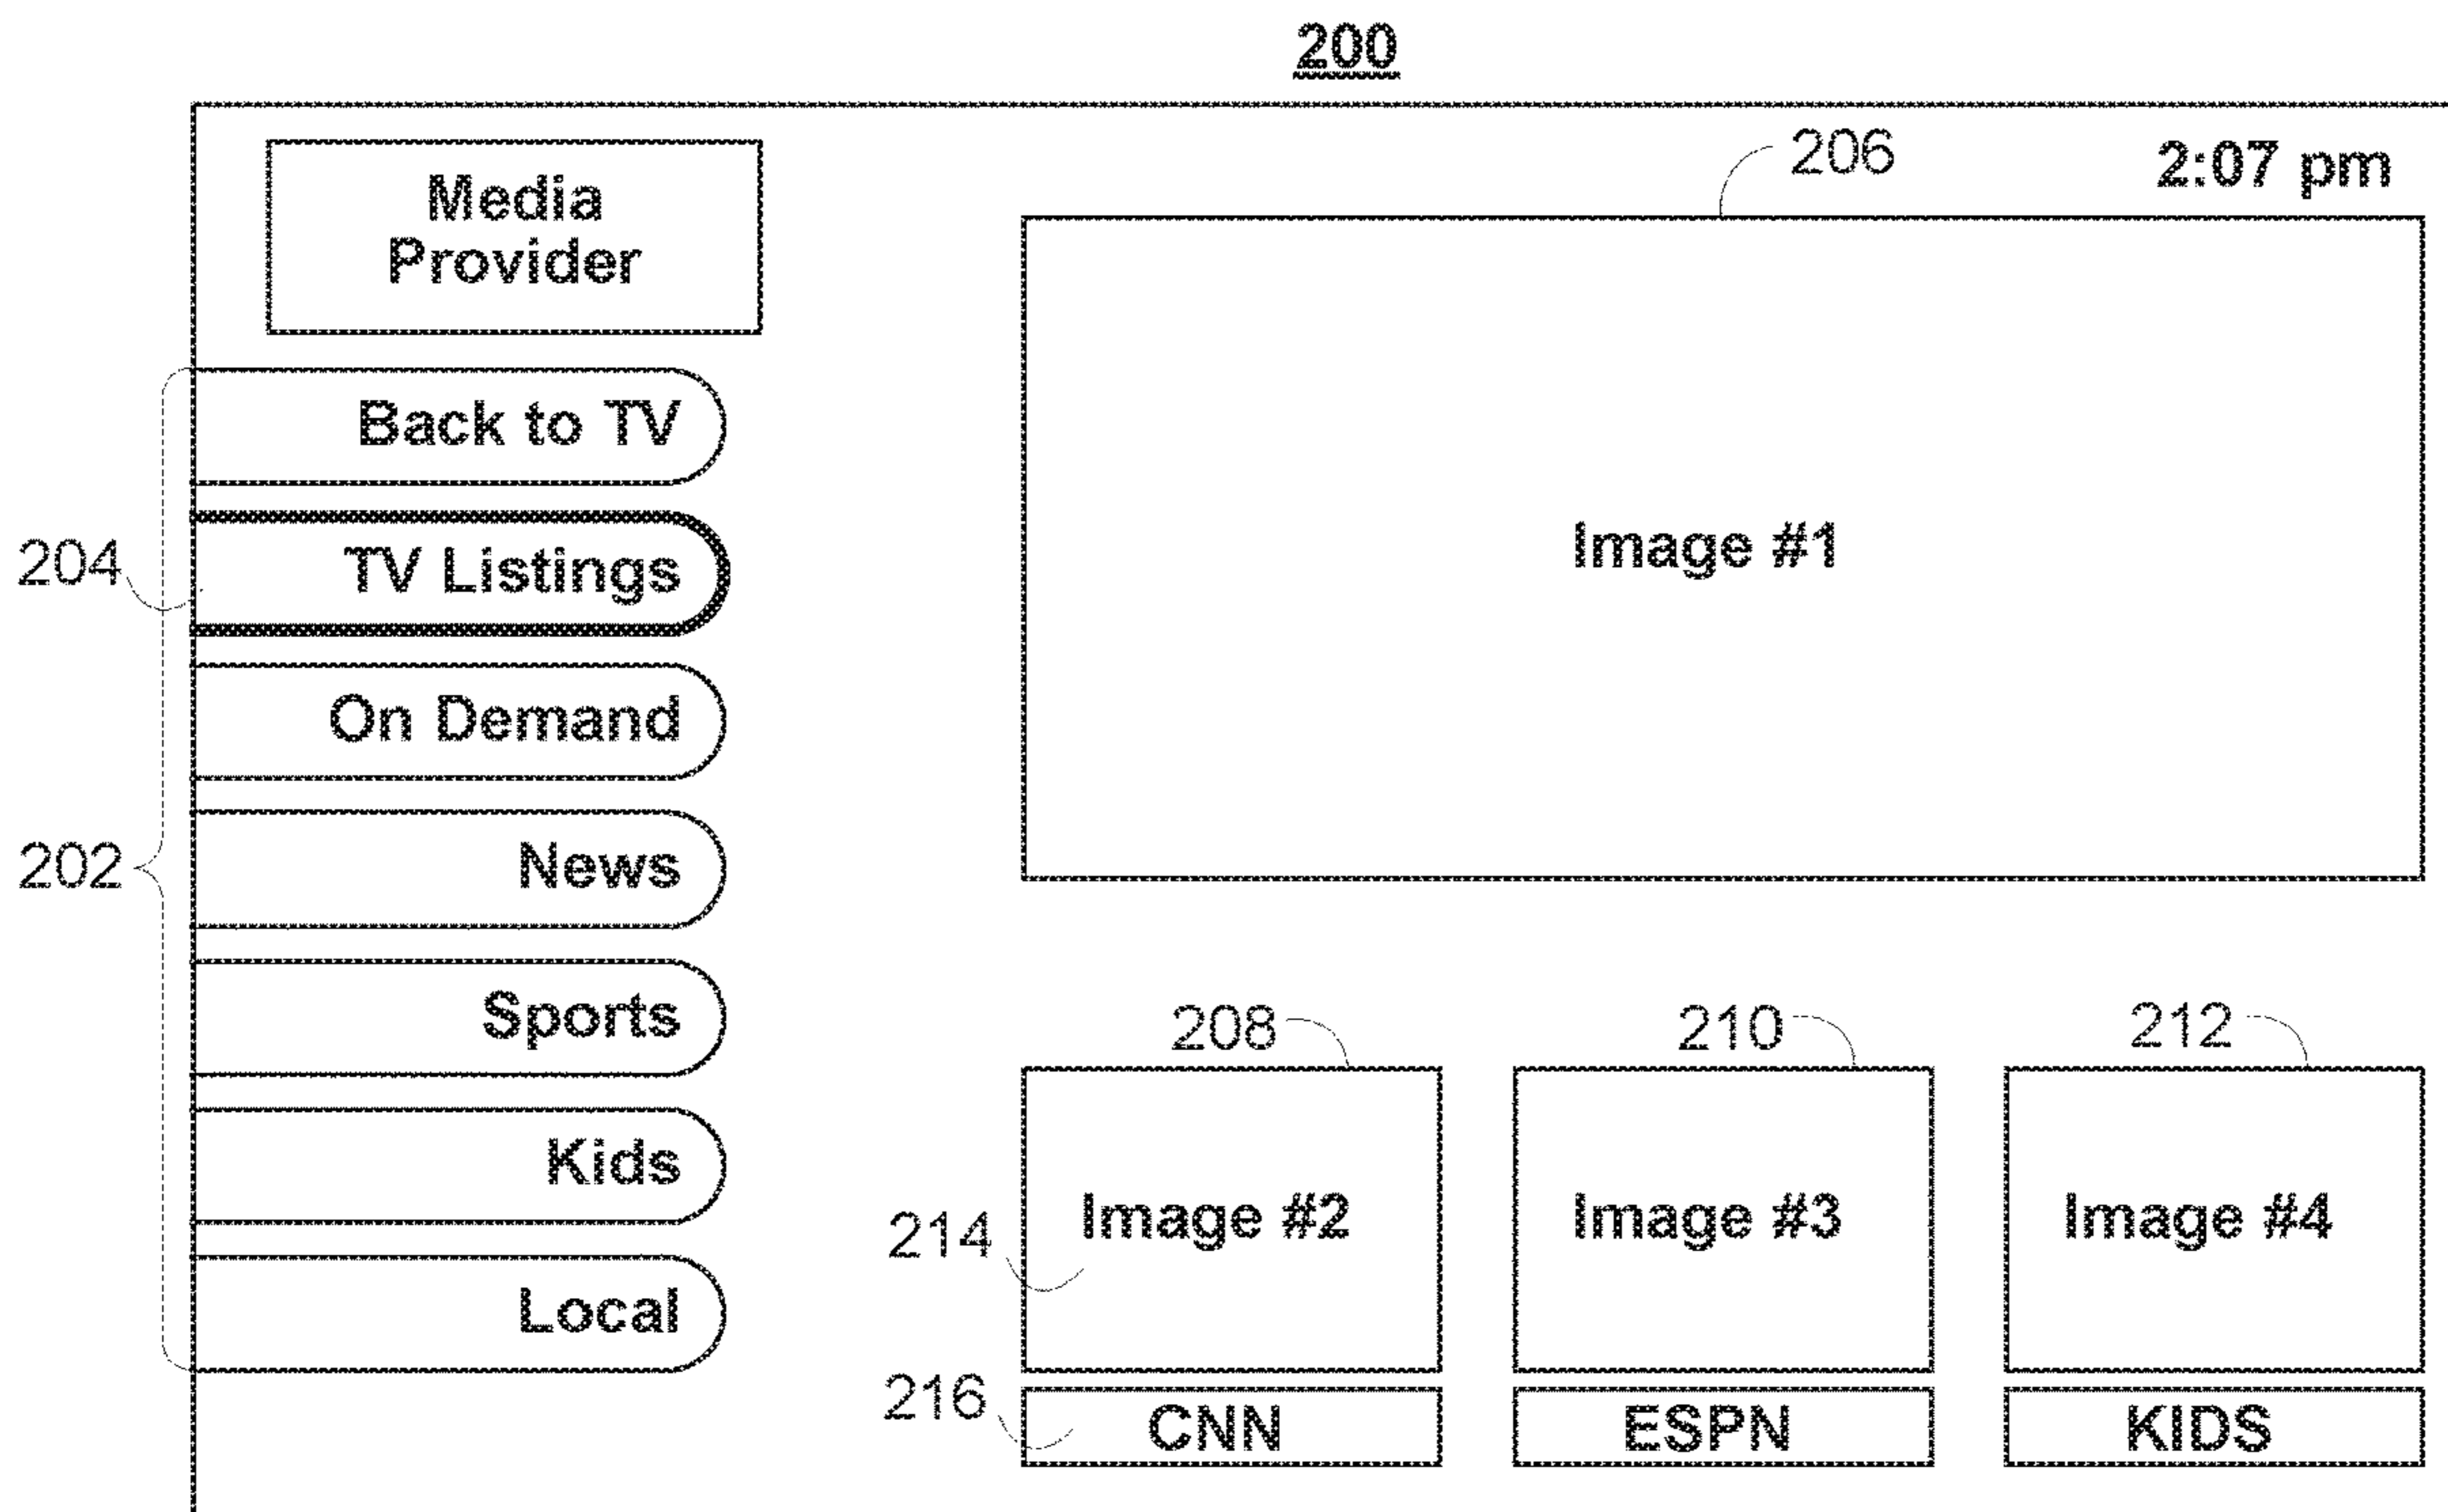 200
206
2:07 pm
Media
Provider
Image #1
Back to TV
204
TV Listings
On Demand
202
News
Sports
Kids
Local
208
210
212
214
Image #2
Image #3
Image #4
216
CNN
ESPN
KIDS